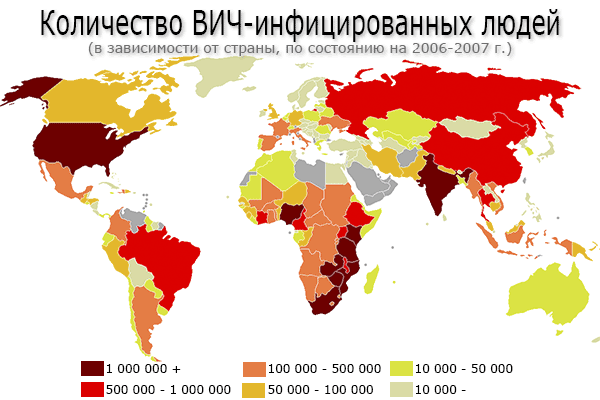 Количество ВИЧ-инфицированных людей
(в зависимости от страны, по состоянию на 2006-2007 г.)
1 000 000 + 100 000 - 500 000 10 000 - 50 000
500 000 - 1 000 000 50 000 - 100 000 10 000 -